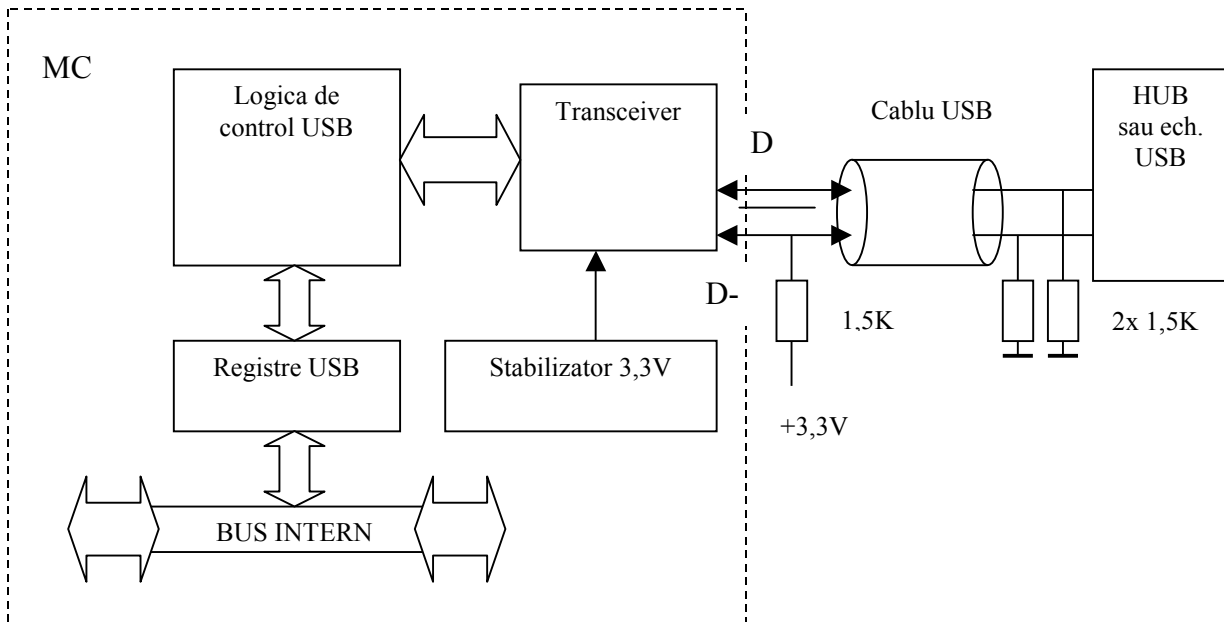 MC
Logica de
control USB
Transceiver
D
Cablu USB
HUB
sau ech.
USB
D-
1,5K
2x 1,5K
Registre USB
Stabilizator 3,3V
+3,3V
BUS INTERN